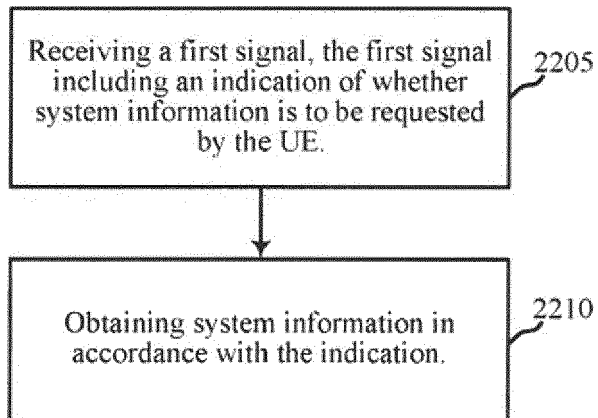 Receiving a first signal, the first signal
including an indication of whether
system information is to be requested
by the UE.
2205
Obtaining system information in
accordance with the indication.
2210